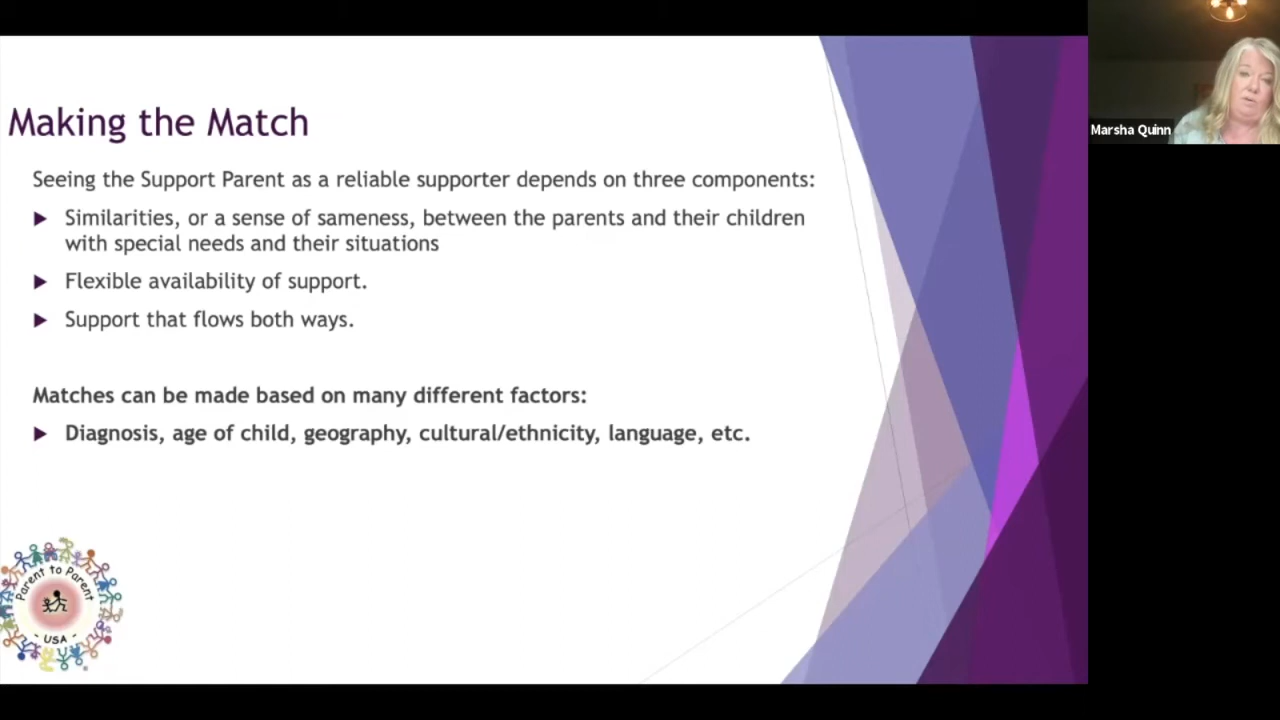 Making the Match
Seeing the Support Parent as a reliable supporter depends on three components:
Similarities, or a sense of sameness, between the parents and their children
with special needs and their situations
Flexible availability of support.
Support that flows both ways.
Matches can be made based on many different factors:
Diagnosis, age of child, geography, cultural/ethnicity, language, etc.
Parent to Parent
- USA -
Marsha Quinn